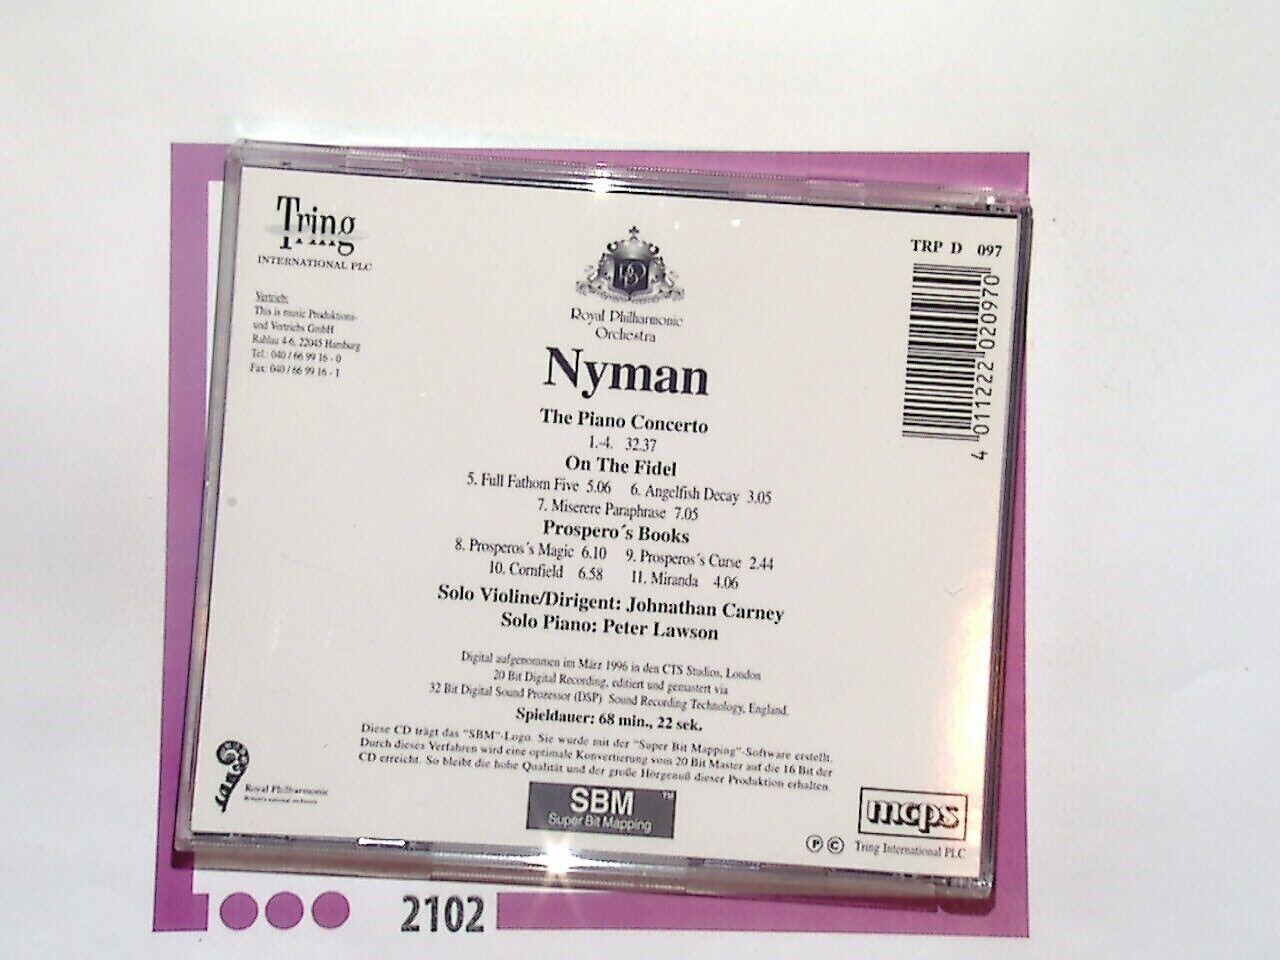 Tring
INTERNATIONAL PLC
Vertrieb:
This is music Produktions-
und Vertriebs GmbH
Rahlau 4-6, 22045 Hamburg
Tel.: 040 / 66 99 16 - 0
Fax: 040 / 66 99 16 - 1
Royal Philharmonic
Orchestra
TRP D 097
4 011222 020970
Nyman
The Piano Concerto
1.-4. 32.37
On The Fidel
5. Full Fathom Five 5.06 6. Angelfish Decay 3.05
7. Miserere Paraphrase 7.05
Prospero´s Books
8. Prosperos´s Magic 6.10 9. Prosperos´s Curse 2.44
10. Cornfield 6.58 11. Miranda 4.06
Solo Violine/Dirigent: Johnathan Carney
Solo Piano: Peter Lawson
Digital aufgenommen im März 1996 in den CTS Studios, London
20 Bit Digital Recording, editiert und gemastert via
32 Bit Digital Sound Prozessor (DSP) Sound Recording Technology, England.
Spieldauer: 68 min., 22 sek.
Diese CD trägt das "SBM"-Logo. Sie wurde mit der "Super Bit Mapping"-Software erstellt.
Durch dieses Verfahren wird eine optimale Konvertierung vom 20 Bit Master auf die 16 Bit der
CD erreicht. So bleibt die hohe Qualität und der große Hörgenuß dieser Produktion erhalten.
Royal Philharmonic
SBM™
Super Bit Mapping
mcps
Ⓟ © Tring International PLC
2102